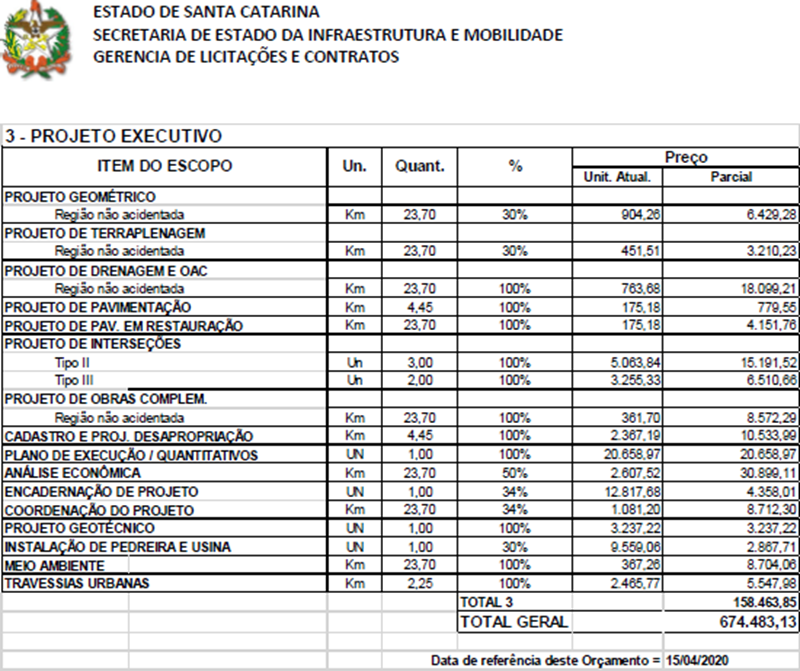 ESTADO DE SANTA CATARINA
SECRETARIA DE ESTADO DA INFRAESTRUTURA E MOBILIDADE
GERENCIA DE LICITAÇÕES E CONTRATOS
3 - PROJETO EXECUTIVO
ITEM DO ESCOPO Un. Quant. % Preço
Unit. Atual. Parcial
PROJETO GEOMÉTRICO
Região não acidentada Km 23,70 30% 904,26 6.429,28
PROJETO DE TERRAPLENAGEM
Região não acidentada Km 23,70 30% 451,51 3.210,23
PROJETO DE DRENAGEM E OAC
Região não acidentada Km 23,70 100% 763,68 18.099,21
PROJETO DE PAVIMENTAÇÃO Km 4,45 100% 175,18 779,55
PROJETO DE PAV. EM RESTAURAÇÃO Km 23,70 100% 175,18 4.151,76
PROJETO DE INTERSEÇÕES
Tipo II Un 3,00 100% 5.063,84 15.191,52
Tipo III Un 2,00 100% 3.255,33 6.510,66
PROJETO DE OBRAS COMPLEM.
Região não acidentada Km 23,70 100% 361,70 8.572,29
CADASTRO E PROJ. DESAPROPRIAÇÃO Km 4,45 100% 2.367,19 10.533,99
PLANO DE EXECUÇÃO / QUANTITATIVOS UN 1,00 100% 20.658,97 20.658,97
ANÁLISE ECONÔMICA Km 23,70 50% 2.607,52 30.899,11
ENCADERNAÇÃO DE PROJETO UN 1,00 34% 12.817,68 4.358,01
COORDENAÇÃO DO PROJETO Km 23,70 34% 1.081,20 8.712,30
PROJETO GEOTÉCNICO UN 1,00 100% 3.237,22 3.237,22
INSTALAÇÃO DE PEDREIRA E USINA UN 1,00 30% 9.559,06 2.867,71
MEIO AMBIENTE Km 23,70 100% 367,26 8.704,06
TRAVESSIAS URBANAS Km 2,25 100% 2.465,77 5.547,98
TOTAL 3 158.463,85
TOTAL GERAL 674.483,13
Data de referência deste Orçamento = 15/04/2020